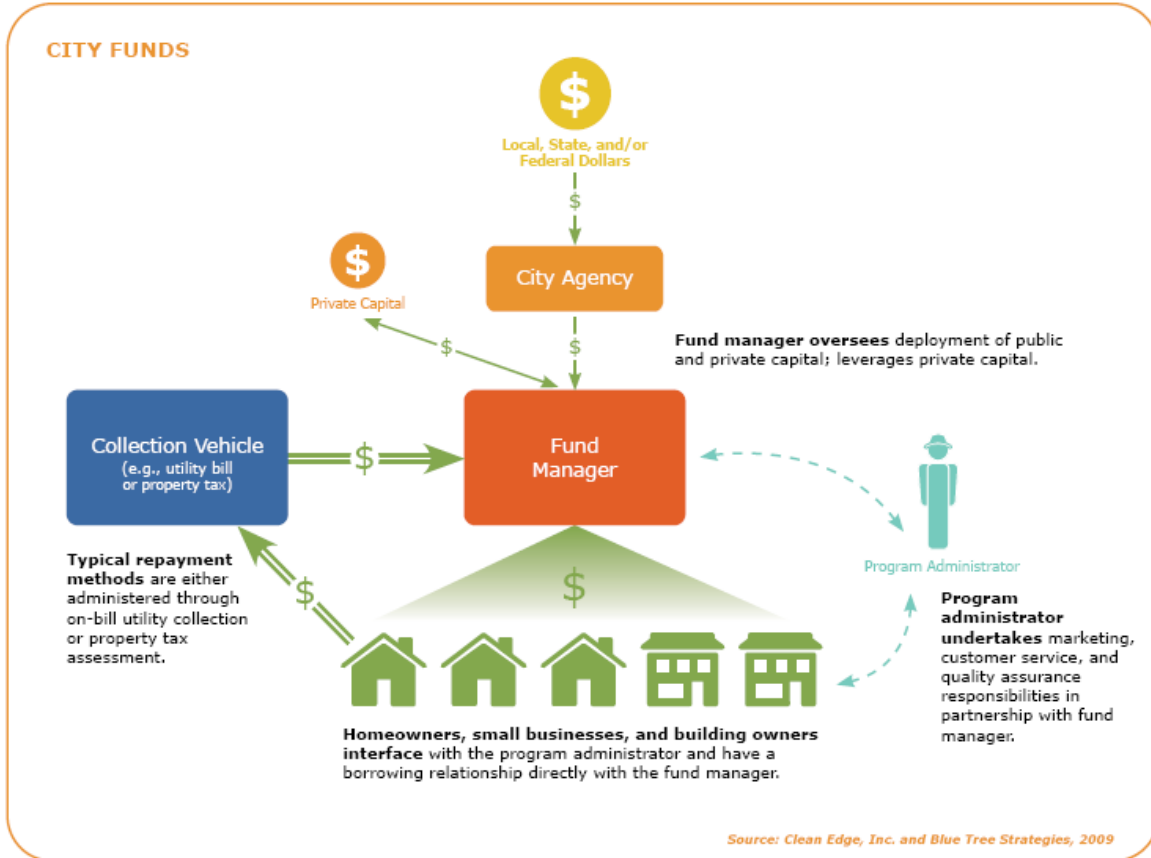 CITY FUNDS
$
Local, State, and/or
Federal Dollars
$
$
Private Capital
City Agency
$
$
Fund manager oversees deployment of public
and private capital; leverages private capital.
Collection Vehicle
(e.g., utility bill
or property tax)
$
Fund
Manager
Typical repayment
methods are either
administered through
on-bill utility collection
or property tax
assessment.
$
$
Program Administrator
Program
administrator
undertakes marketing,
customer service, and
quality assurance
responsibilities in
partnership with fund
manager.
Homeowners, small businesses, and building owners
interface with the program administrator and have a
borrowing relationship directly with the fund manager.
Source: Clean Edge, Inc. and Blue Tree Strategies, 2009